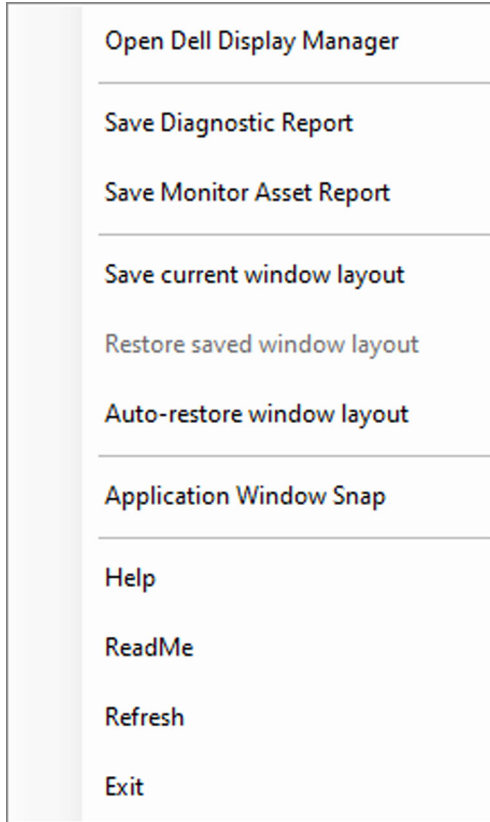 Open Dell Display Manager
Save Diagnostic Report
Save Monitor Asset Report
Save current window layout
Restore saved window layout
Auto-restore window layout
Application Window Snap
Help
ReadMe
Refresh
Exit